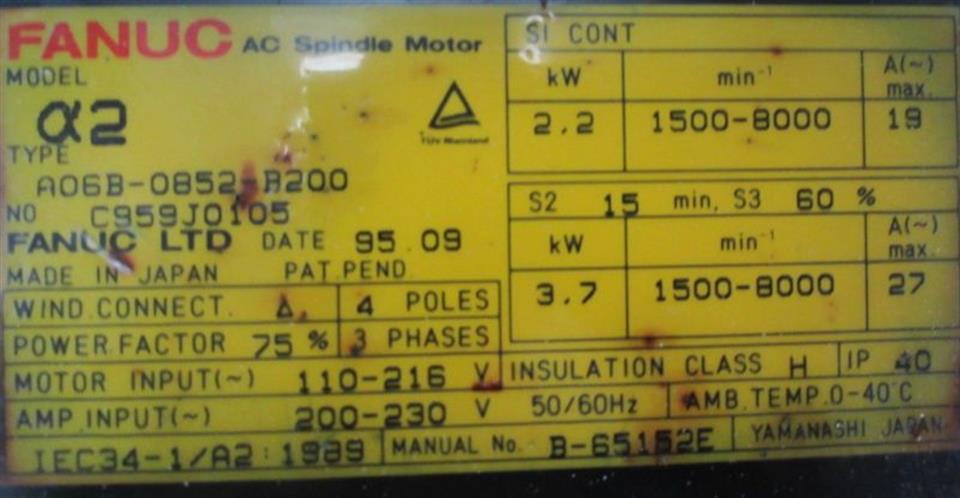 FANUC AC Spindle Motor
MODEL
α2
TÜV Rheinland
TYPE
A06B-0852-B200
NO C959J0105
FANUC LTD DATE 95.09
MADE IN JAPAN PAT.PEND.
WIND.CONNECT. Δ 4 POLES
POWER FACTOR 75 % 3 PHASES
MOTOR INPUT(~) 110-216 V
AMP INPUT(~) 200-230 V 50/60Hz
IEC34-1/A2:1989 MANUAL No. B-65152E
S1 CONT
kW min⁻¹ A(~) max.
2.2 1500-8000 19
S2 15 min, S3 60 %
kW min⁻¹ A(~) max.
3.7 1500-8000 27
INSULATION CLASS H IP 40
AMB.TEMP.0-40°C
YAMANASHI JAPAN